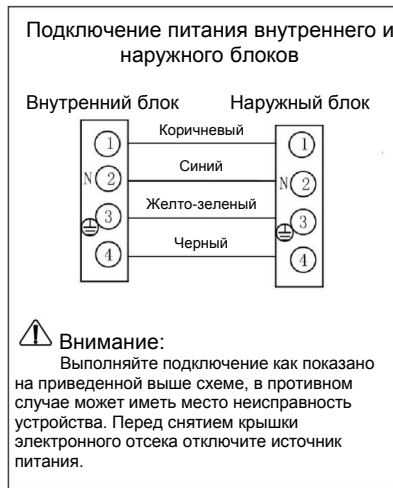 Подключение питания внутреннего и
наружного блоков
Внутренний блок Наружный блок
1 Коричневый 1
N 2 Синий N 2
3 Желто-зеленый 3
4 Черный 4
Внимание:
Выполняйте подключение как показано
на приведенной выше схеме, в противном
случае может иметь место неисправность
устройства. Перед снятием крышки
электронного отсека отключите источник
питания.